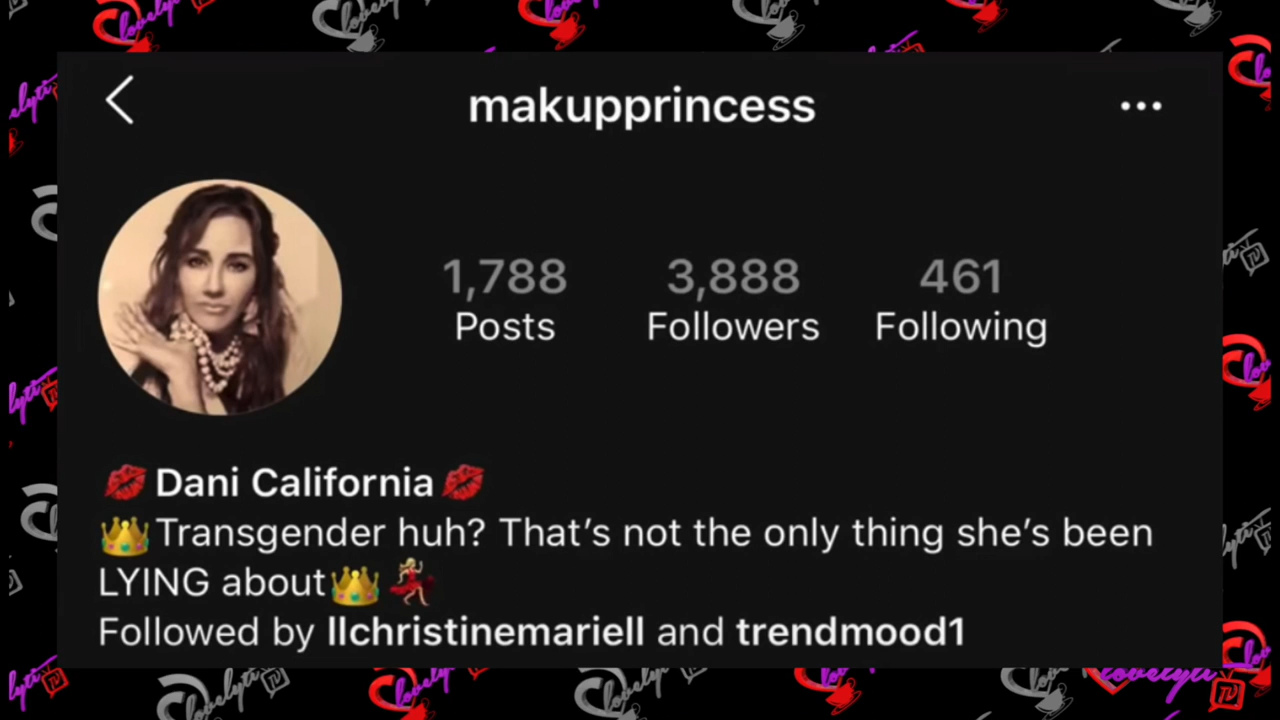 makupprincess
1,788 3,888 461
Posts Followers Following
💋Dani California💋
👑Transgender huh? That's not the only thing she's been
LYING about👑💃🏼
Followed by llchristinemariell and trendmood1